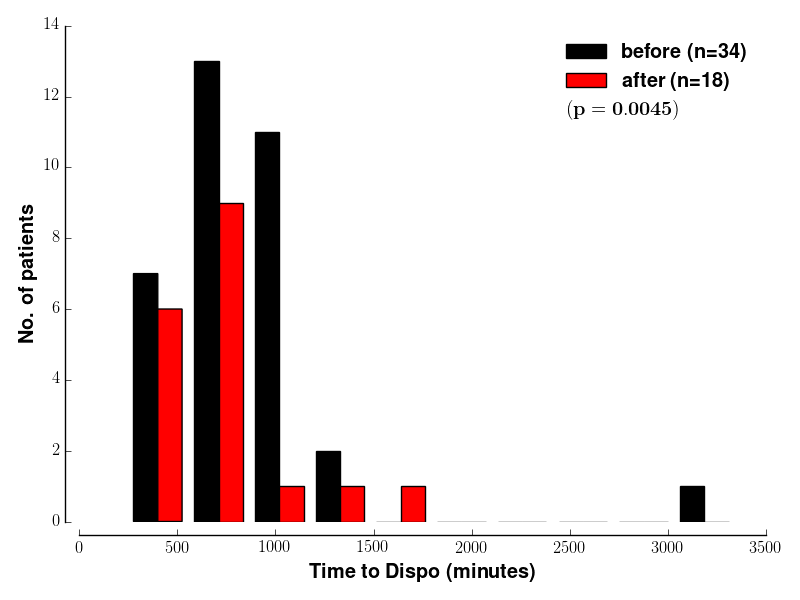 14
12
10
8
6
4
2
0
No. of patients
before (n=34)
after (n=18)
(p = 0.0045)
0 500 1000 1500 2000 2500 3000 3500
Time to Dispo (minutes)